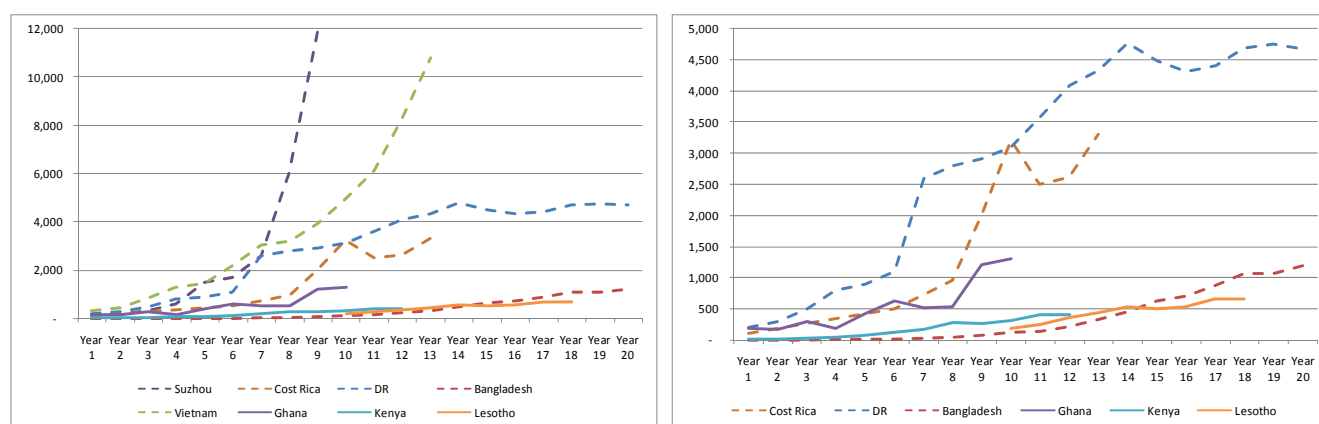 12,000
10,000
8,000
6,000
4,000
2,000
-
Year Year Year Year Year Year Year Year Year Year Year Year Year Year Year Year Year Year Year Year
1 2 3 4 5 6 7 8 9 10 11 12 13 14 15 16 17 18 19 20
Suzhou Cost Rica DR Bangladesh
Vietnam Ghana Kenya Lesotho
5,000
4,500
4,000
3,500
3,000
2,500
2,000
1,500
1,000
500
-
Year Year Year Year Year Year Year Year Year Year Year Year Year Year Year Year Year Year Year Year
1 2 3 4 5 6 7 8 9 10 11 12 13 14 15 16 17 18 19 20
Cost Rica DR Bangladesh Ghana Kenya Lesotho